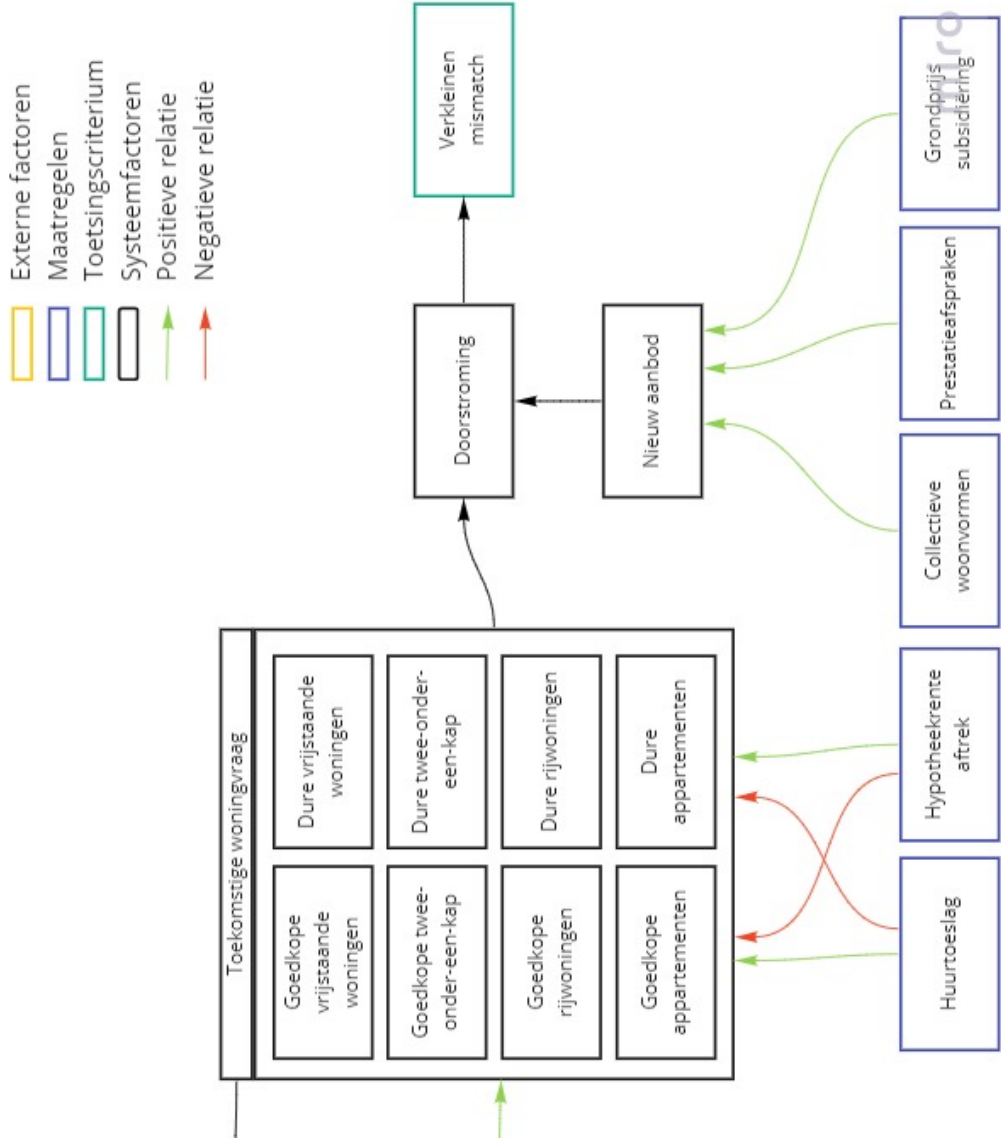 Externe factoren
Maatregelen
Toetsingscriterium
Systeemfactoren
Positieve relatie
Negatieve relatie
Toekomstige woningvraag
Goedkope
vrijstaande
woningen
Dure vrijstaande
woningen
Goedkope twee-
onder-een-kap
Dure twee-onder-
een-kap
Goedkope
rijwoningen
Dure rijwoningen
Goedkope
appartementen
Dure
appartementen
Doorstroming
Verkleinen
mismatch
Nieuw aanbod
Huurtoeslag
Hypotheekrente
aftrek
Collectieve
woonvormen
Prestatieafspraken
Grondprijs
subsidiëring
miro